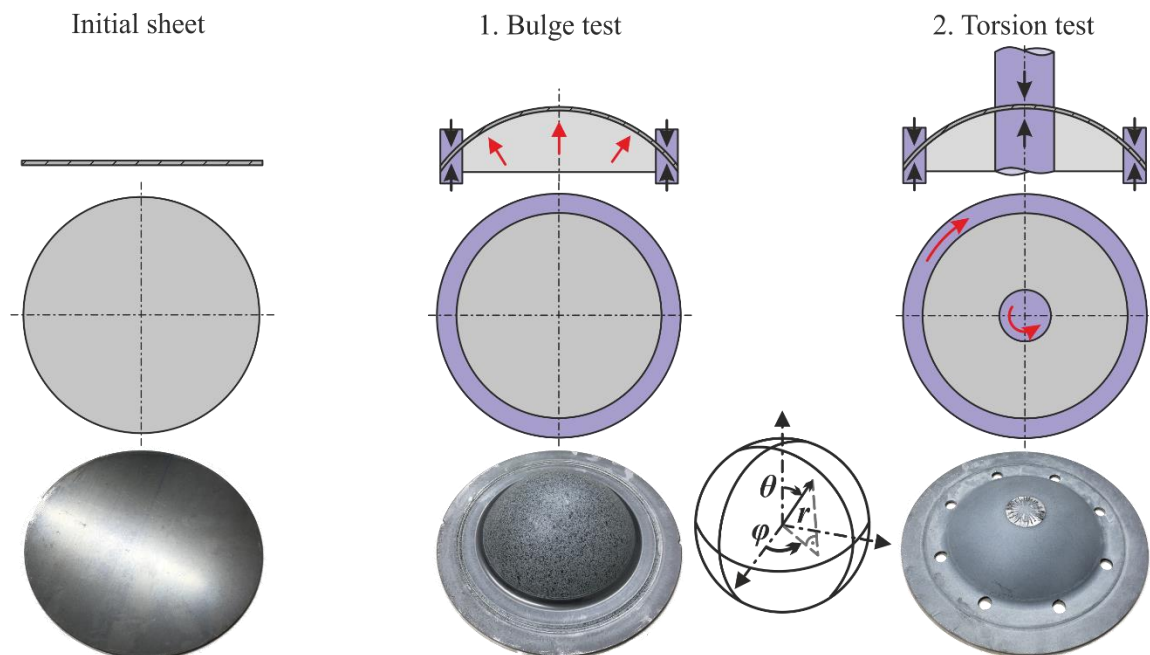 Initial sheet
1. Bulge test
2. Torsion test
θ
r
φ